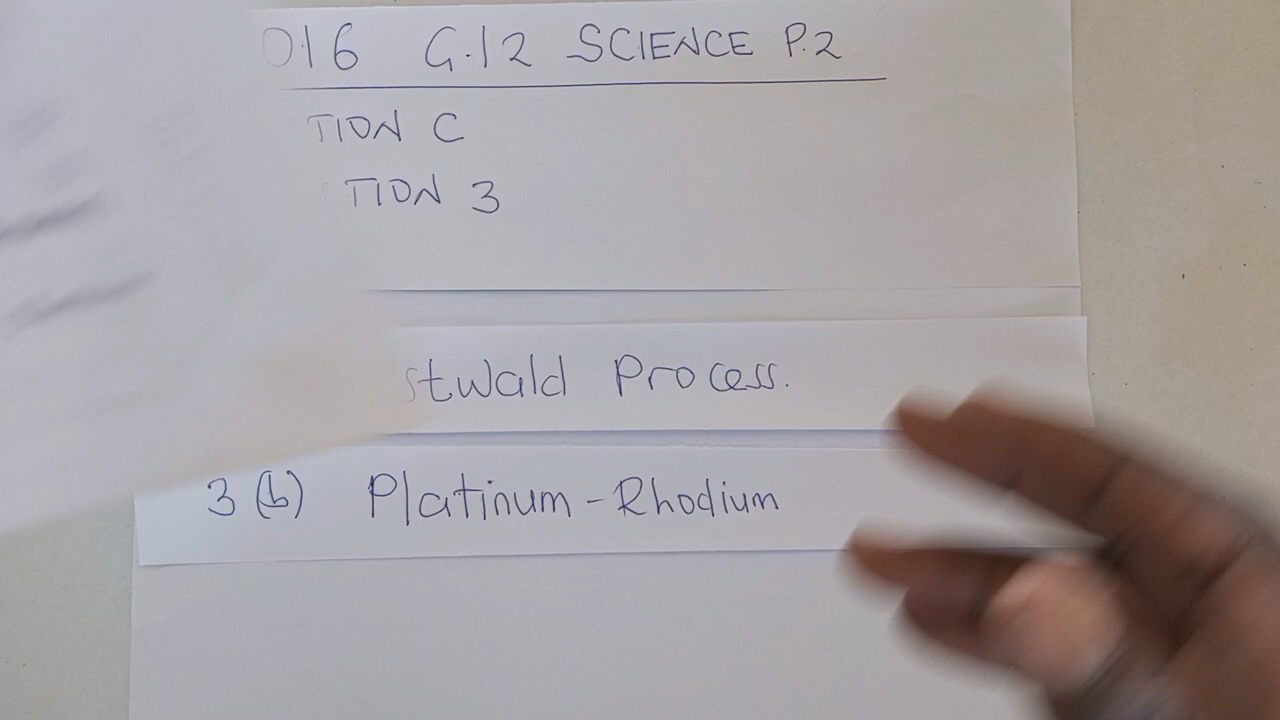 016 G.12 SCIENCE P.2
TION C
TION 3
stwald Process.
3 (b) Platinum-Rhodium